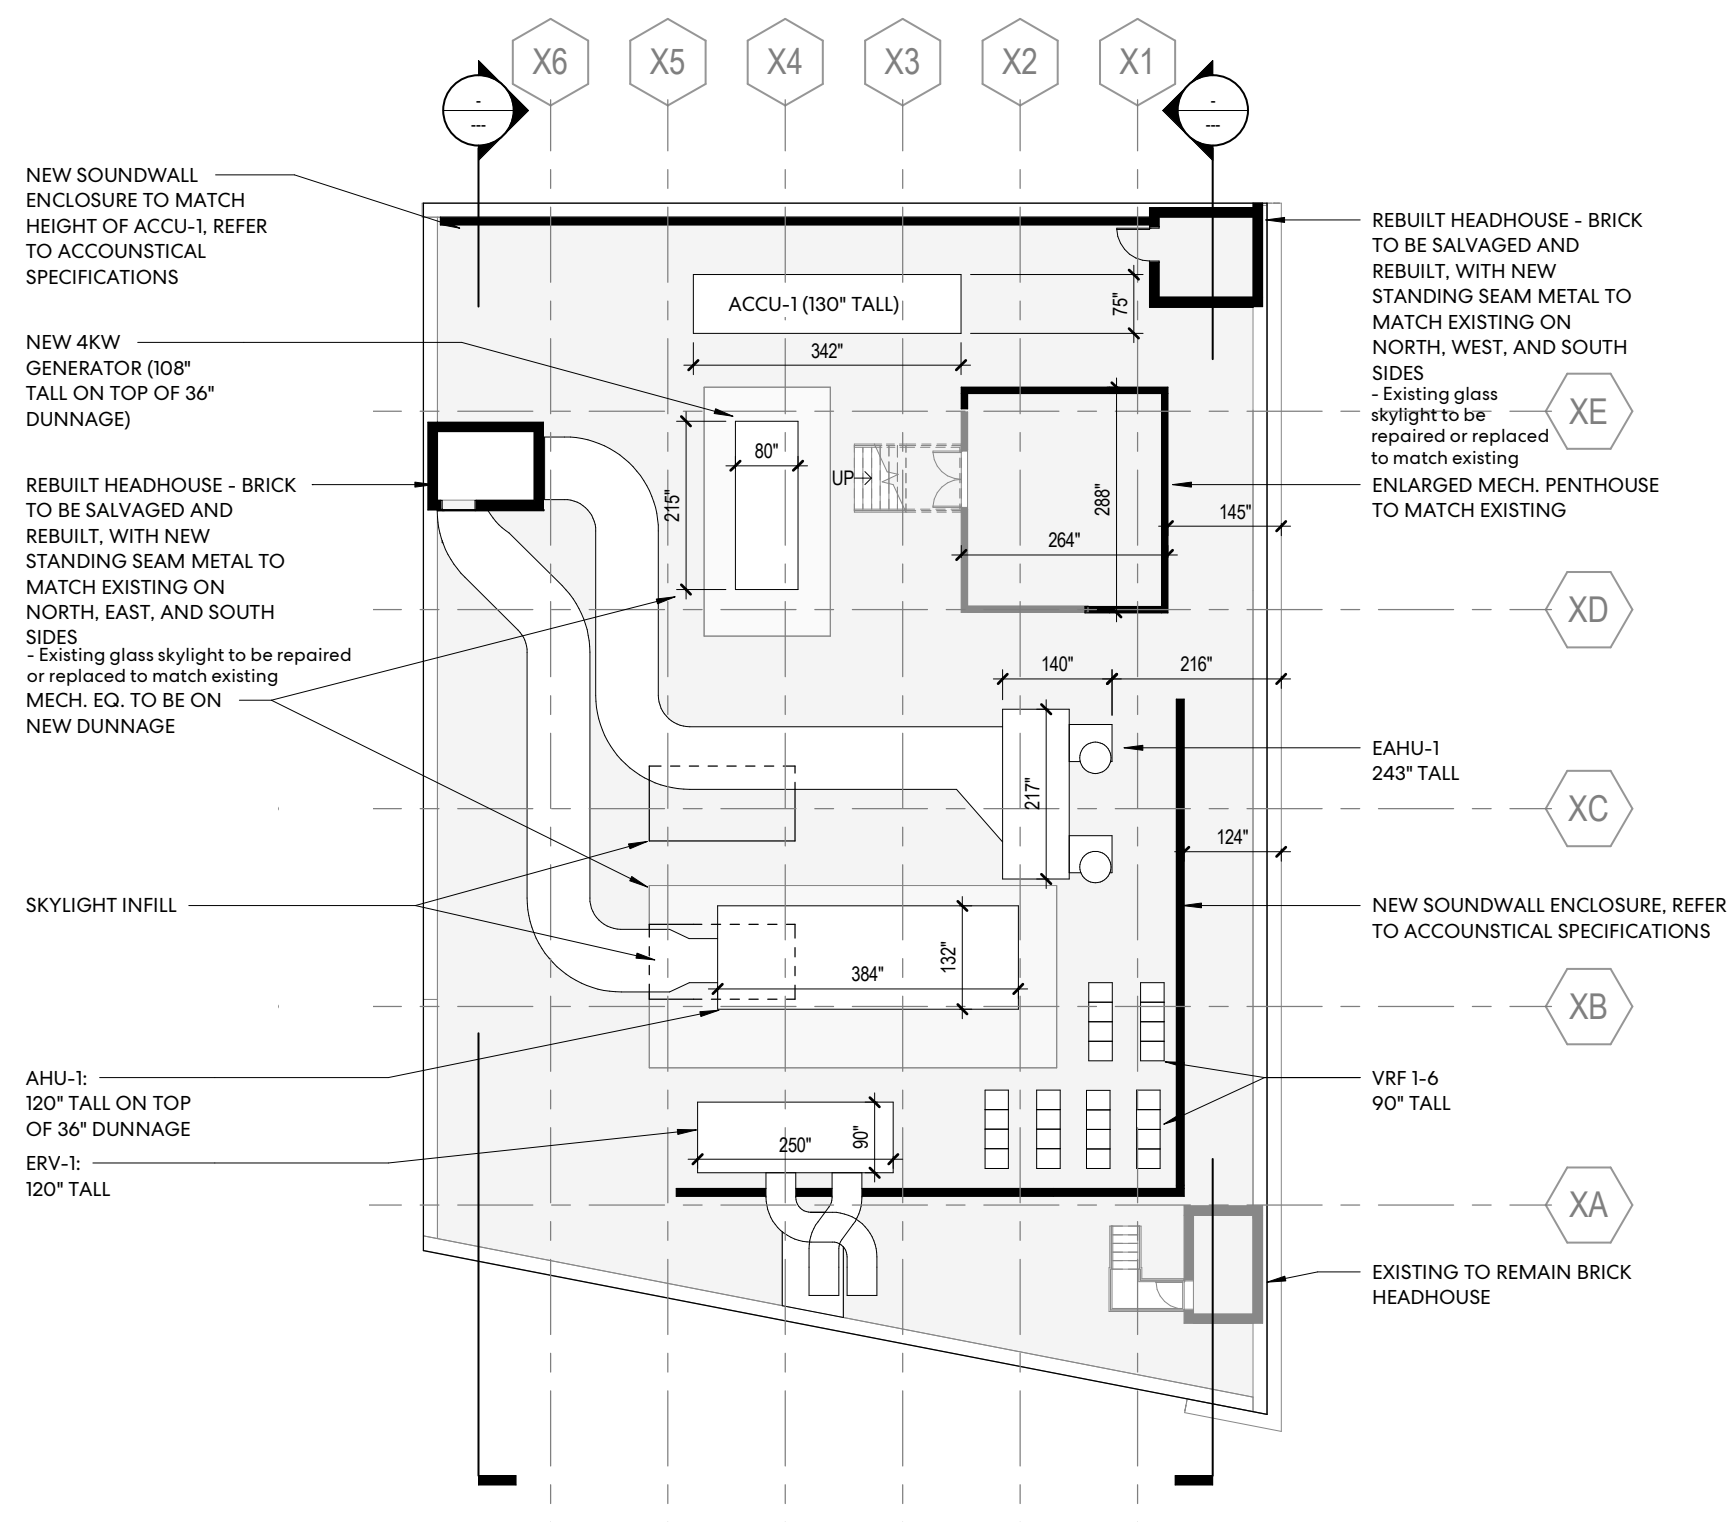 X6
X5
X4
X3
X2
X1
-
---
-
---
NEW SOUNDWALL
ENCLOSURE TO MATCH
HEIGHT OF ACCU-1, REFER
TO ACCOUNSTICAL
SPECIFICATIONS
NEW 4KW
GENERATOR (108"
TALL ON TOP OF 36"
DUNNAGE)
REBUILT HEADHOUSE - BRICK
TO BE SALVAGED AND
REBUILT, WITH NEW
STANDING SEAM METAL TO
MATCH EXISTING ON
NORTH, EAST, AND SOUTH
SIDES
- Existing glass skylight to be repaired
or replaced to match existing
MECH. EQ. TO BE ON
NEW DUNNAGE
SKYLIGHT INFILL
AHU-1:
120" TALL ON TOP
OF 36" DUNNAGE
ERV-1:
120" TALL
ACCU-1 (130" TALL)
75"
342"
80"
215"
UP
288"
264"
145"
140"
216"
217"
124"
132"
384"
250"
90"
REBUILT HEADHOUSE - BRICK
TO BE SALVAGED AND
REBUILT, WITH NEW
STANDING SEAM METAL TO
MATCH EXISTING ON
NORTH, WEST, AND SOUTH
SIDES
- Existing glass
skylight to be
repaired or replaced
to match existing
ENLARGED MECH. PENTHOUSE
TO MATCH EXISTING
EAHU-1
243" TALL
NEW SOUNDWALL ENCLOSURE, REFER
TO ACCOUNSTICAL SPECIFICATIONS
VRF 1-6
90" TALL
EXISTING TO REMAIN BRICK
HEADHOUSE
XE
XD
XC
XB
XA